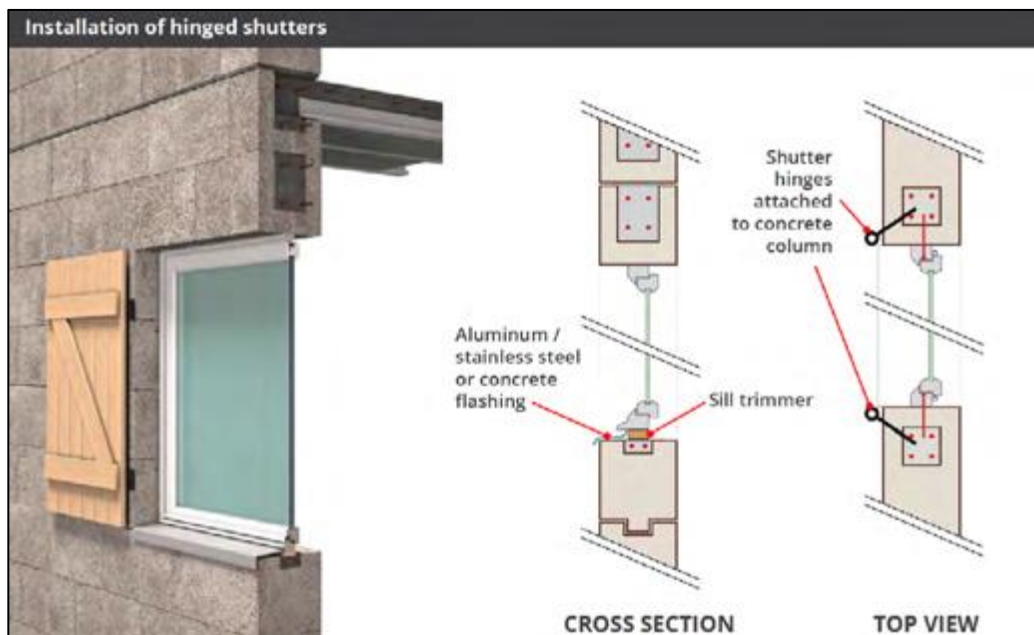 Installation of hinged shutters
Shutter
hinges
attached
to concrete
column
Aluminum /
stainless steel
or concrete
flashing
Sill trimmer
CROSS SECTION
TOP VIEW